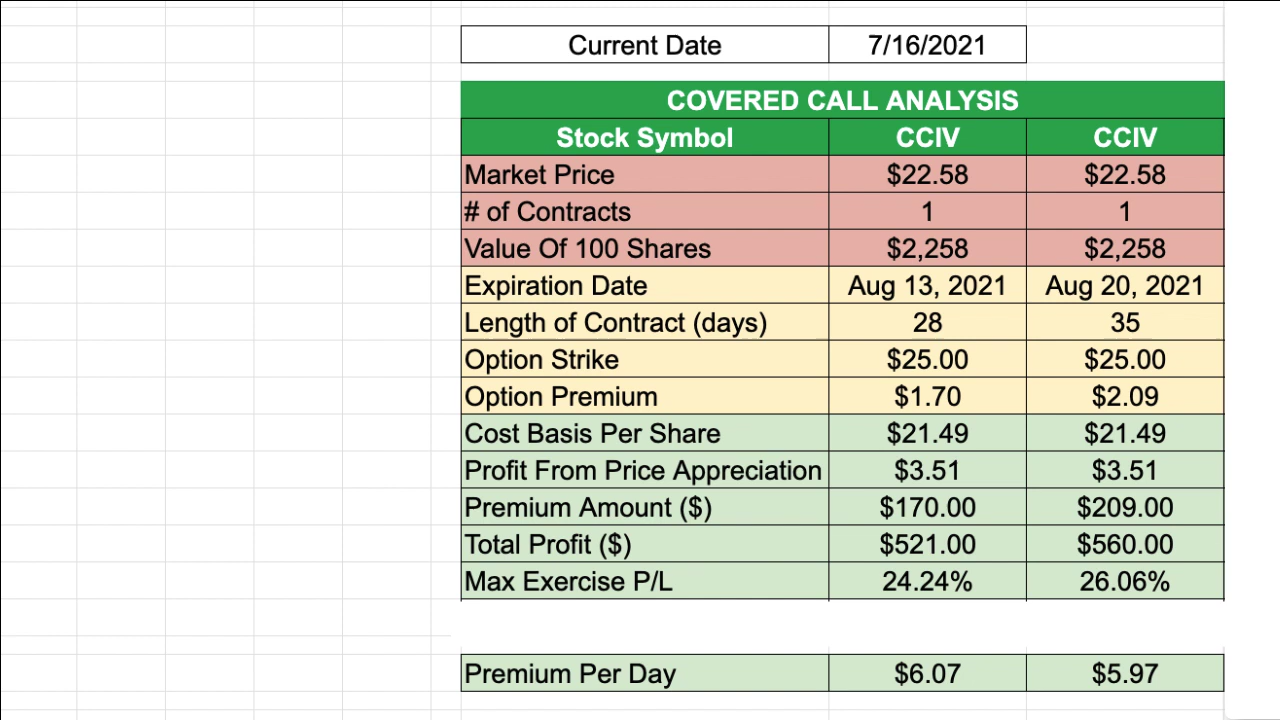 Current Date 7/16/2021
COVERED CALL ANALYSIS
Stock Symbol CCIV CCIV
Market Price $22.58 $22.58
# of Contracts 1 1
Value Of 100 Shares $2,258 $2,258
Expiration Date Aug 13, 2021 Aug 20, 2021
Length of Contract (days) 28 35
Option Strike $25.00 $25.00
Option Premium $1.70 $2.09
Cost Basis Per Share $21.49 $21.49
Profit From Price Appreciation $3.51 $3.51
Premium Amount ($) $170.00 $209.00
Total Profit ($) $521.00 $560.00
Max Exercise P/L 24.24% 26.06%
Premium Per Day $6.07 $5.97